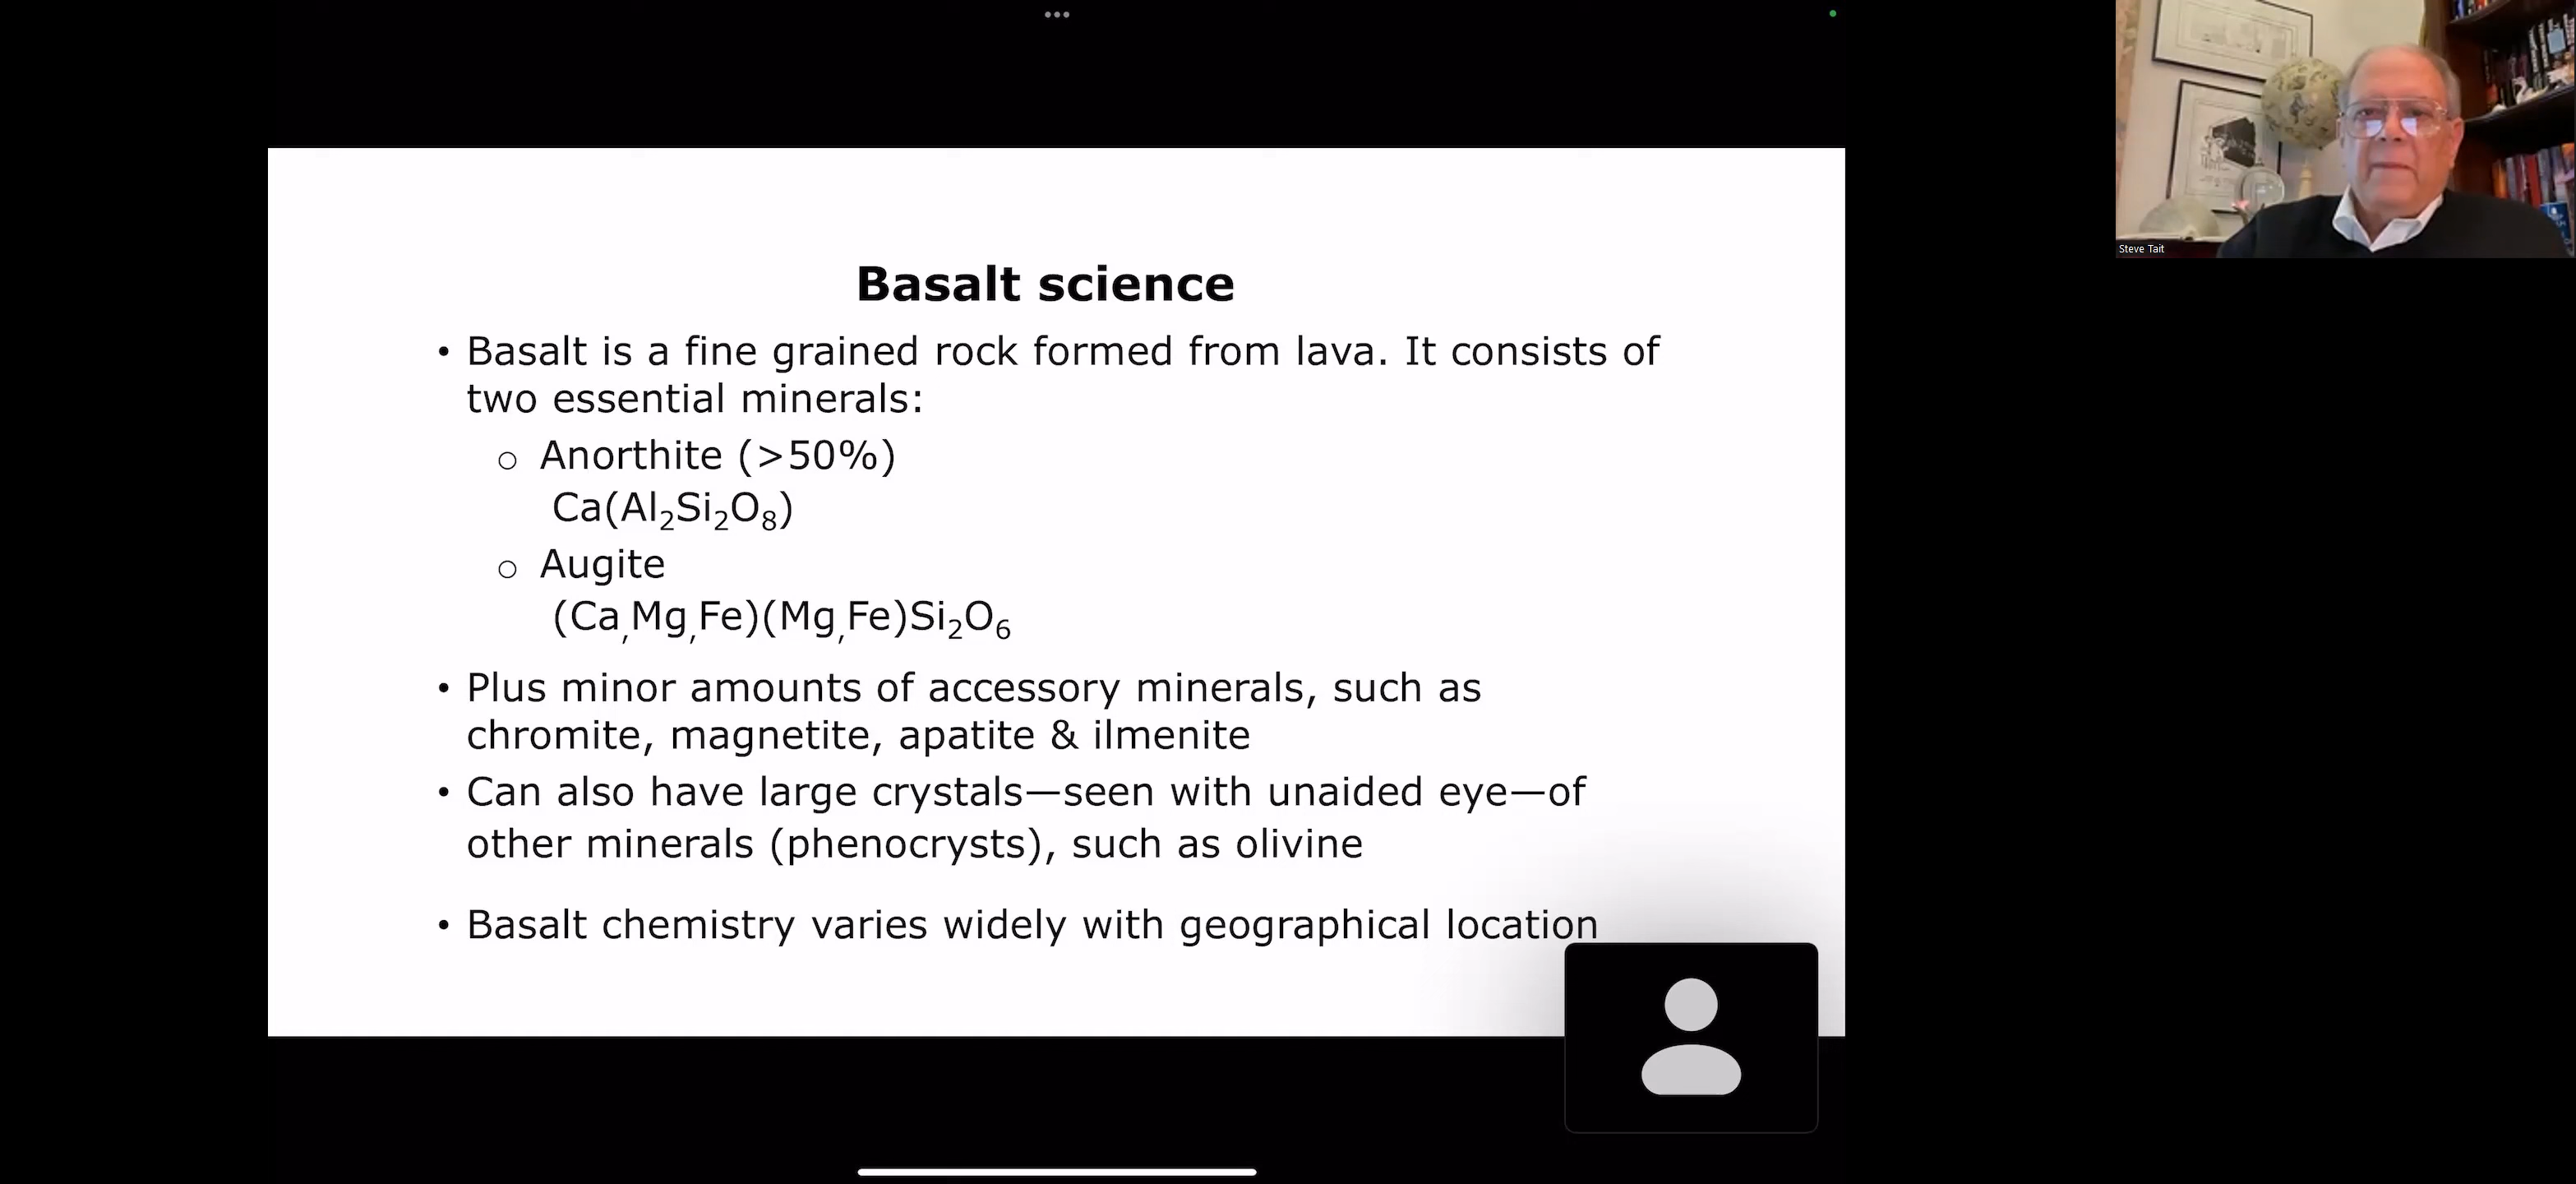 Basalt science
• Basalt is a fine grained rock formed from lava. It consists of
two essential minerals:
○ Anorthite (>50%)
Ca(Al₂Si₂O₈)
○ Augite
(Ca,Mg,Fe)(Mg,Fe)Si₂O₆
• Plus minor amounts of accessory minerals, such as
chromite, magnetite, apatite & ilmenite
• Can also have large crystals—seen with unaided eye—of
other minerals (phenocrysts), such as olivine
• Basalt chemistry varies widely with geographical location
Steve Tait